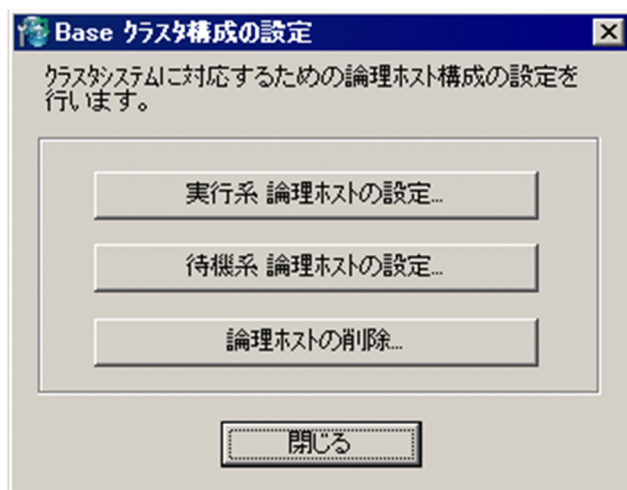 Base クラスタ構成の設定
クラスタシステムに対応するための論理ホスト構成の設定を
行います。
実行系 論理ホストの設定...
待機系 論理ホストの設定...
論理ホストの削除...
閉じる